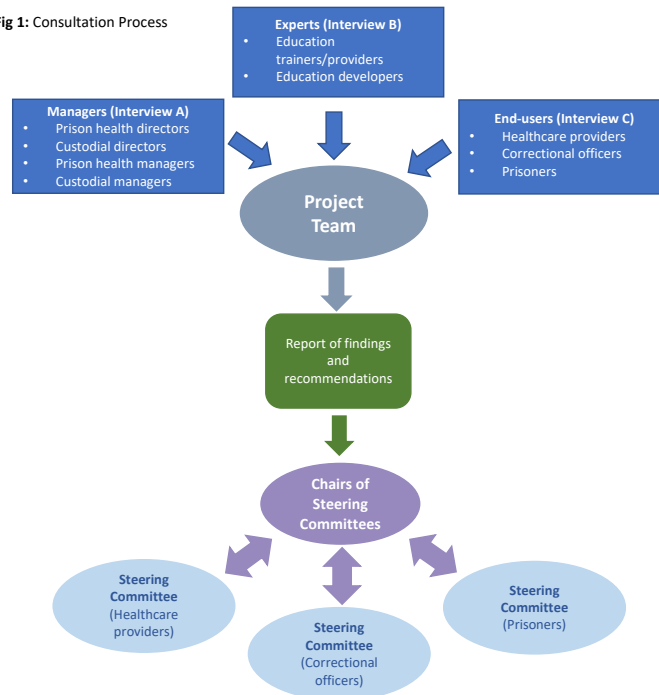 Fig 1: Consultation Process
Experts (Interview B)
• Education
trainers/providers
• Education developers
Managers (Interview A)
• Prison health directors
• Custodial directors
• Prison health managers
• Custodial managers
End-users (Interview C)
• Healthcare providers
• Correctional officers
• Prisoners
Project
Team
Report of findings
and
recommendations
Chairs of
Steering
Committees
Steering
Committee
(Healthcare
providers)
Steering
Committee
(Correctional
officers)
Steering
Committee
(Prisoners)